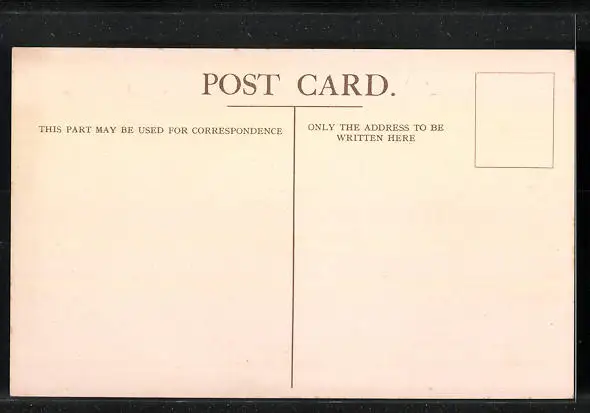 POST CARD.
THIS PART MAY BE USED FOR CORRESPONDENCE
ONLY THE ADDRESS TO BE
WRITTEN HERE